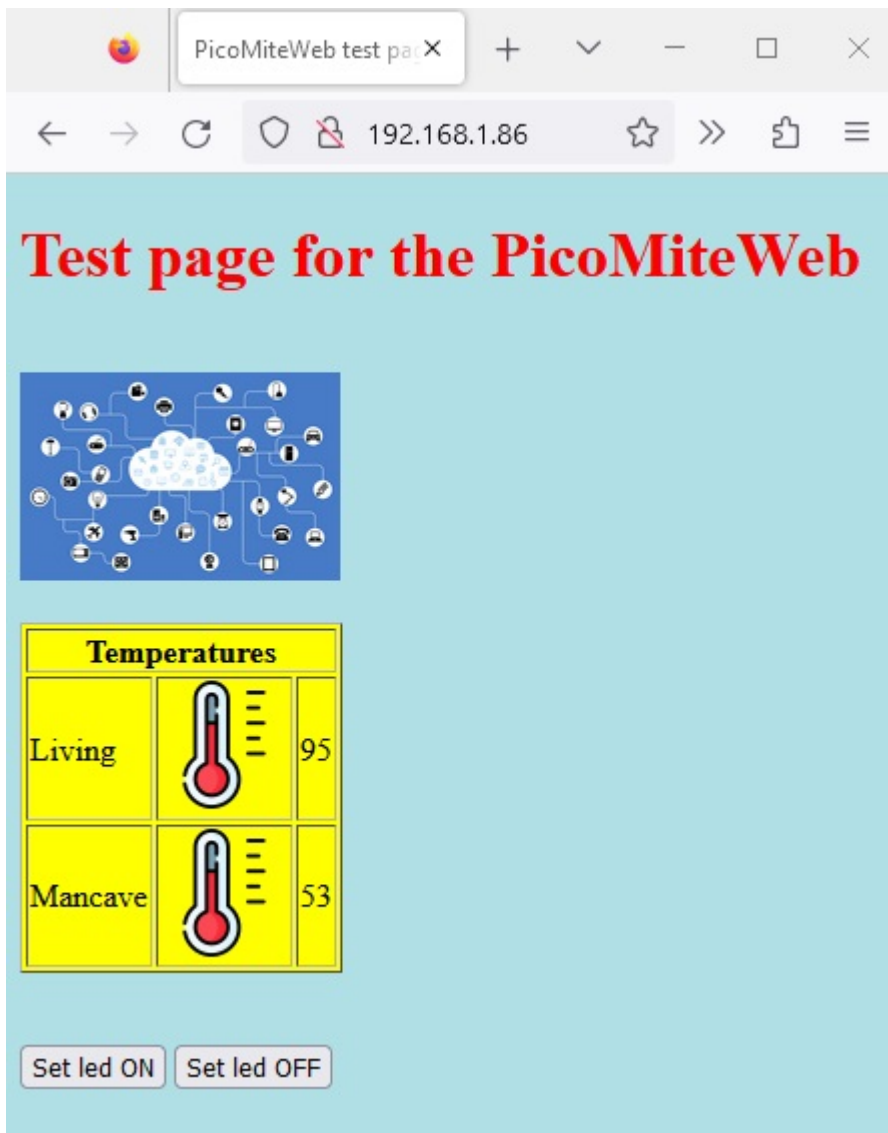 PicoMiteWeb test pa
192.168.1.86
Test page for the PicoMiteWeb
Temperatures
Living 95
Mancave 53
Set led ON Set led OFF